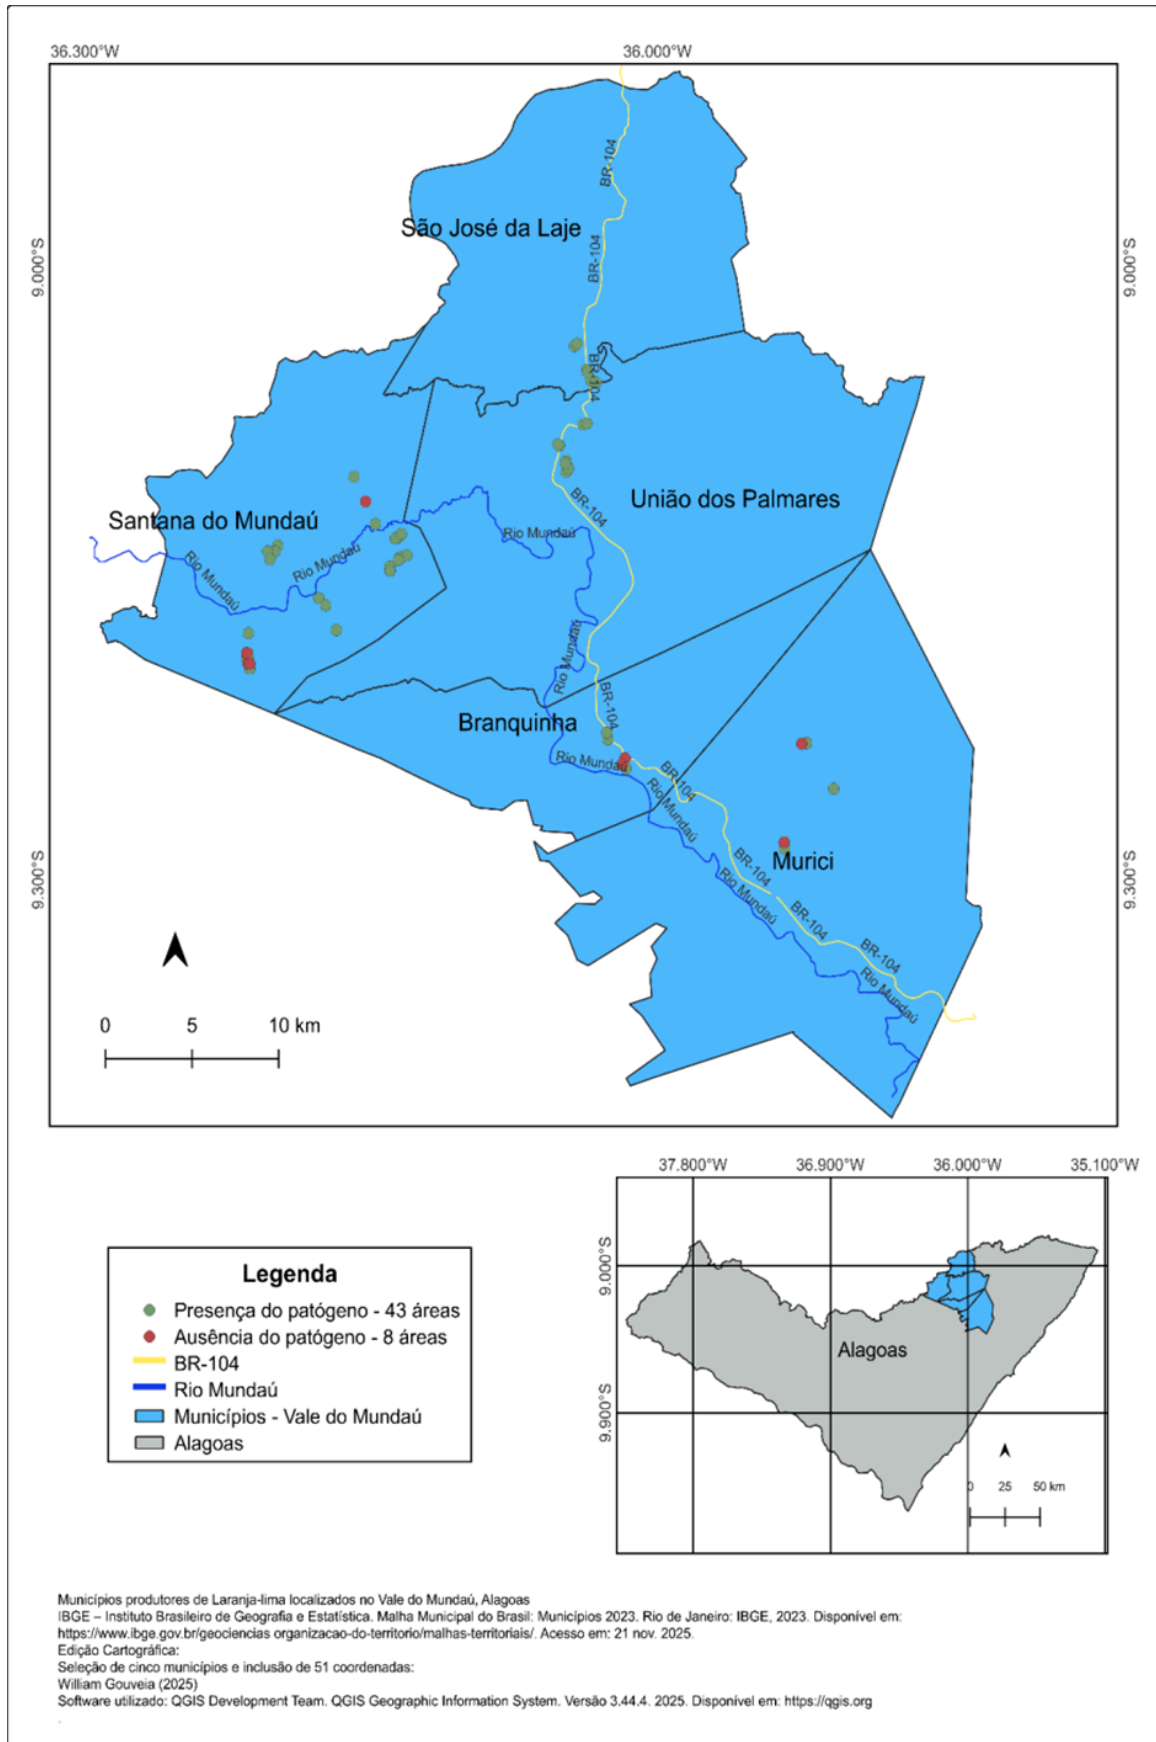 36.300°W
36.000°W
9.000°S
9.000°S
BR-104
São José da Laje
BR-104
BR-104
União dos Palmares
BR-104
Santana do Mundaú
Rio Mundaú
Rio Mundaú
Rio Mundaú
Rio Mundaú
BR-104
Branquinha
Rio Mundaú
BR-104
Rio Mundaú
Murici
BR-104
Rio Mundaú
9.300°S
9.300°S
BR-104
BR-104
Rio Mundaú
0 5 10 km
37.800°W 36.900°W 36.000°W 35.100°W
9.000°S
Alagoas
9.900°S
0 25 50 km
Legenda
Presença do patógeno - 43 áreas
Ausência do patógeno - 8 áreas
BR-104
Rio Mundaú
Municípios - Vale do Mundaú
Alagoas
Municípios produtores de Laranja-lima localizados no Vale do Mundaú, Alagoas
IBGE – Instituto Brasileiro de Geografia e Estatística. Malha Municipal do Brasil: Municípios 2023. Rio de Janeiro: IBGE, 2023. Disponível em:
https://www.ibge.gov.br/geociencias organizacao-do-territorio/malhas-territoriais/. Acesso em: 21 nov. 2025.
Edição Cartográfica:
Seleção de cinco municípios e inclusão de 51 coordenadas:
William Gouveia (2025)
Software utilizado: QGIS Development Team. QGIS Geographic Information System. Versão 3.44.4. 2025. Disponível em: https://qgis.org
.